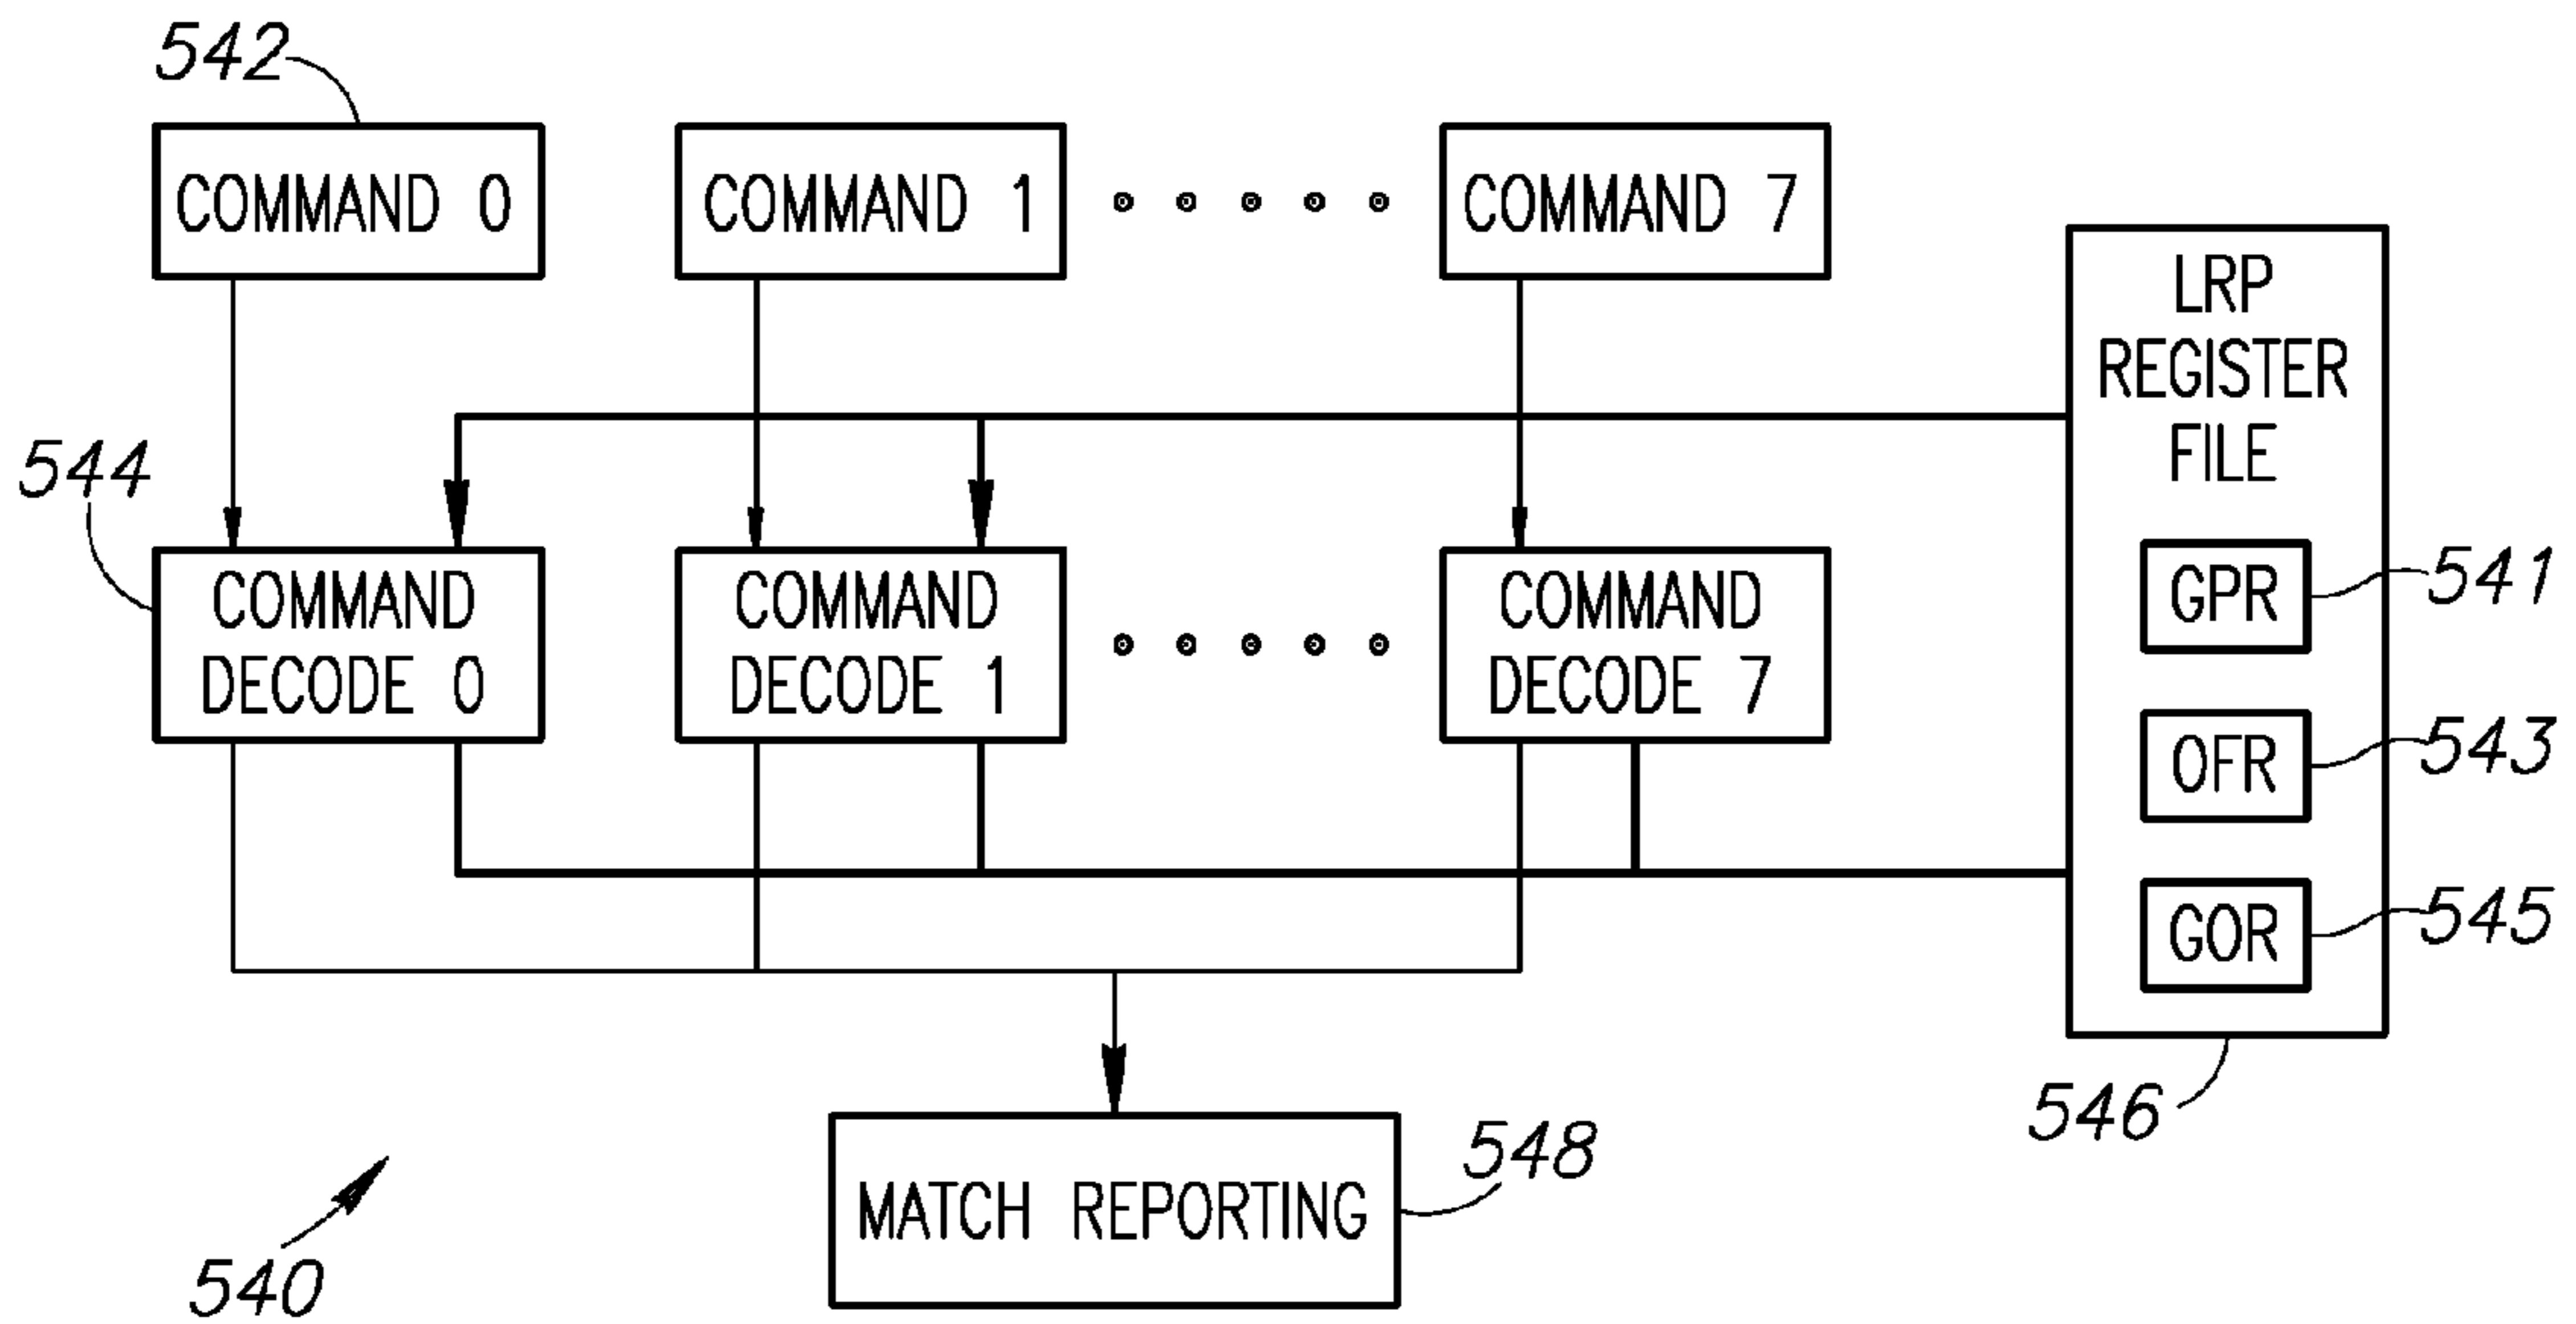 542
COMMAND 0
COMMAND 1
COMMAND 7
LRP
REGISTER
FILE
544
COMMAND
DECODE 0
COMMAND
DECODE 1
COMMAND
DECODE 7
GPR
541
OFR
543
GOR
545
546
548
MATCH REPORTING
540